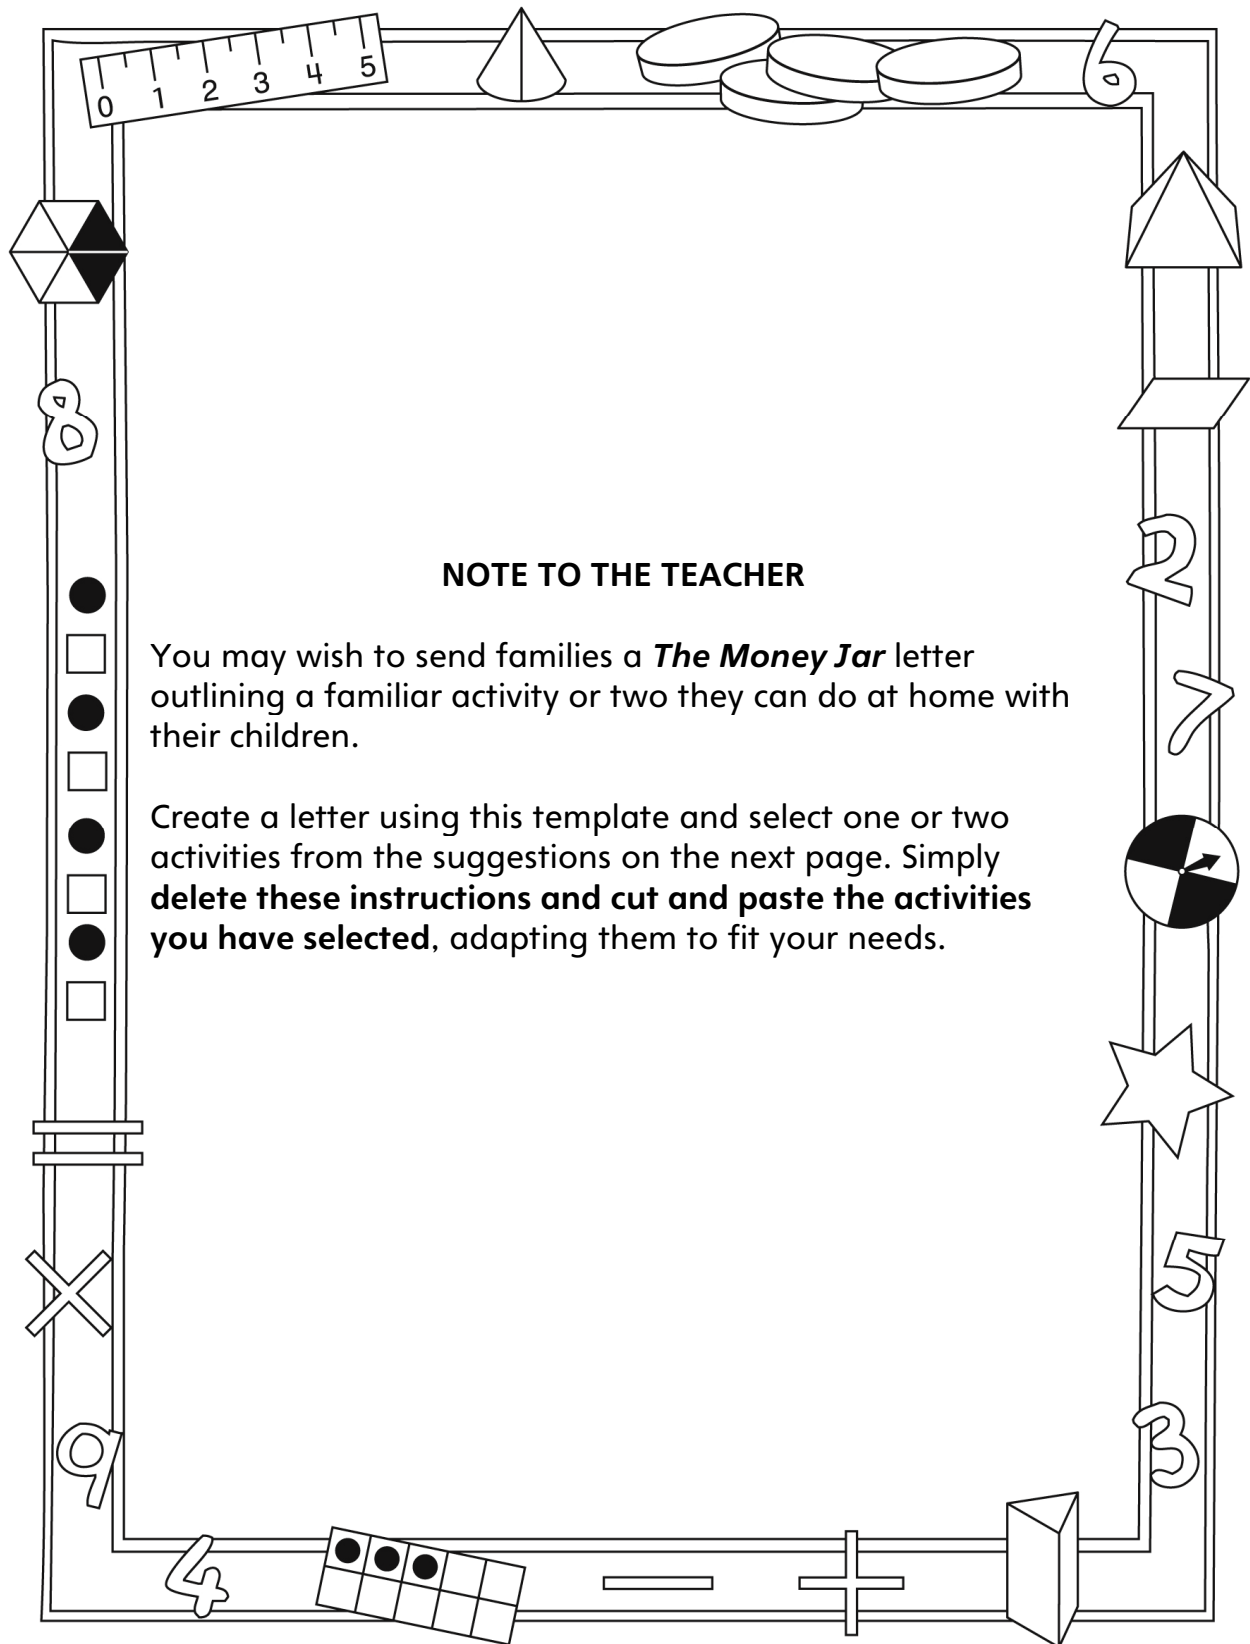 0 1 2 3 4 5
6
8
NOTE TO THE TEACHER
2
You may wish to send families a The Money Jar letter
outlining a familiar activity or two they can do at home with
their children.
7
Create a letter using this template and select one or two
activities from the suggestions on the next page. Simply
delete these instructions and cut and paste the activities
you have selected, adapting them to fit your needs.
=
5
×
3
9
4
− +